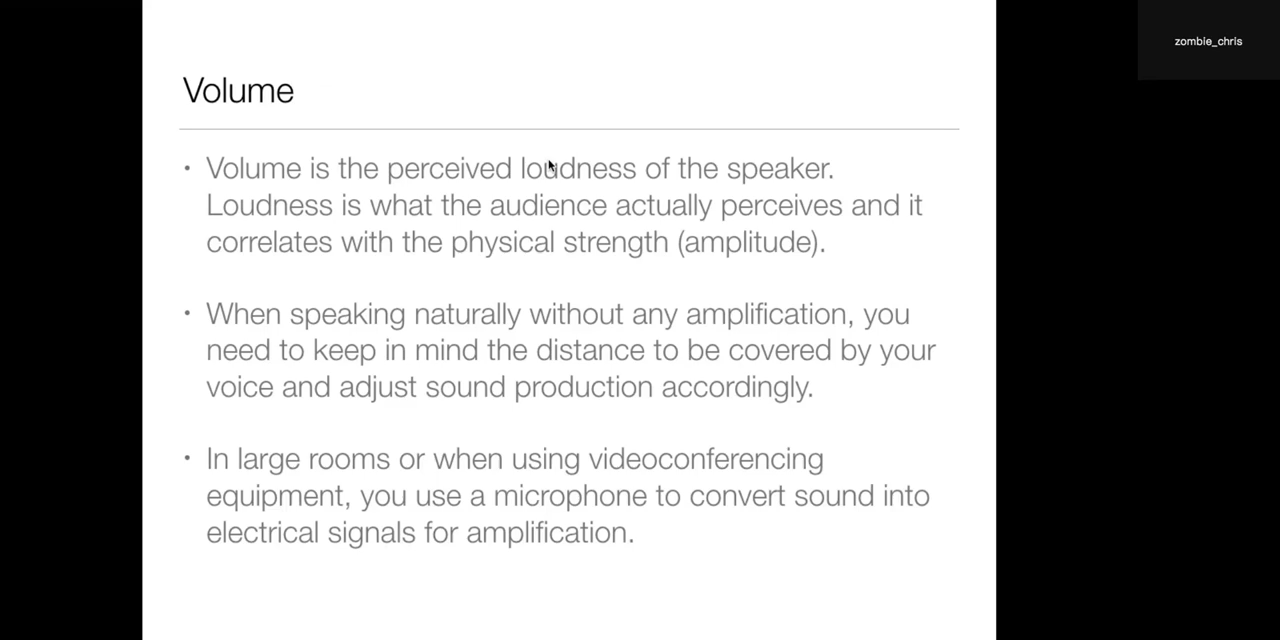 zombie_chris
Volume
• Volume is the perceived loudness of the speaker.
Loudness is what the audience actually perceives and it
correlates with the physical strength (amplitude).
• When speaking naturally without any amplification, you
need to keep in mind the distance to be covered by your
voice and adjust sound production accordingly.
• In large rooms or when using videoconferencing
equipment, you use a microphone to convert sound into
electrical signals for amplification.